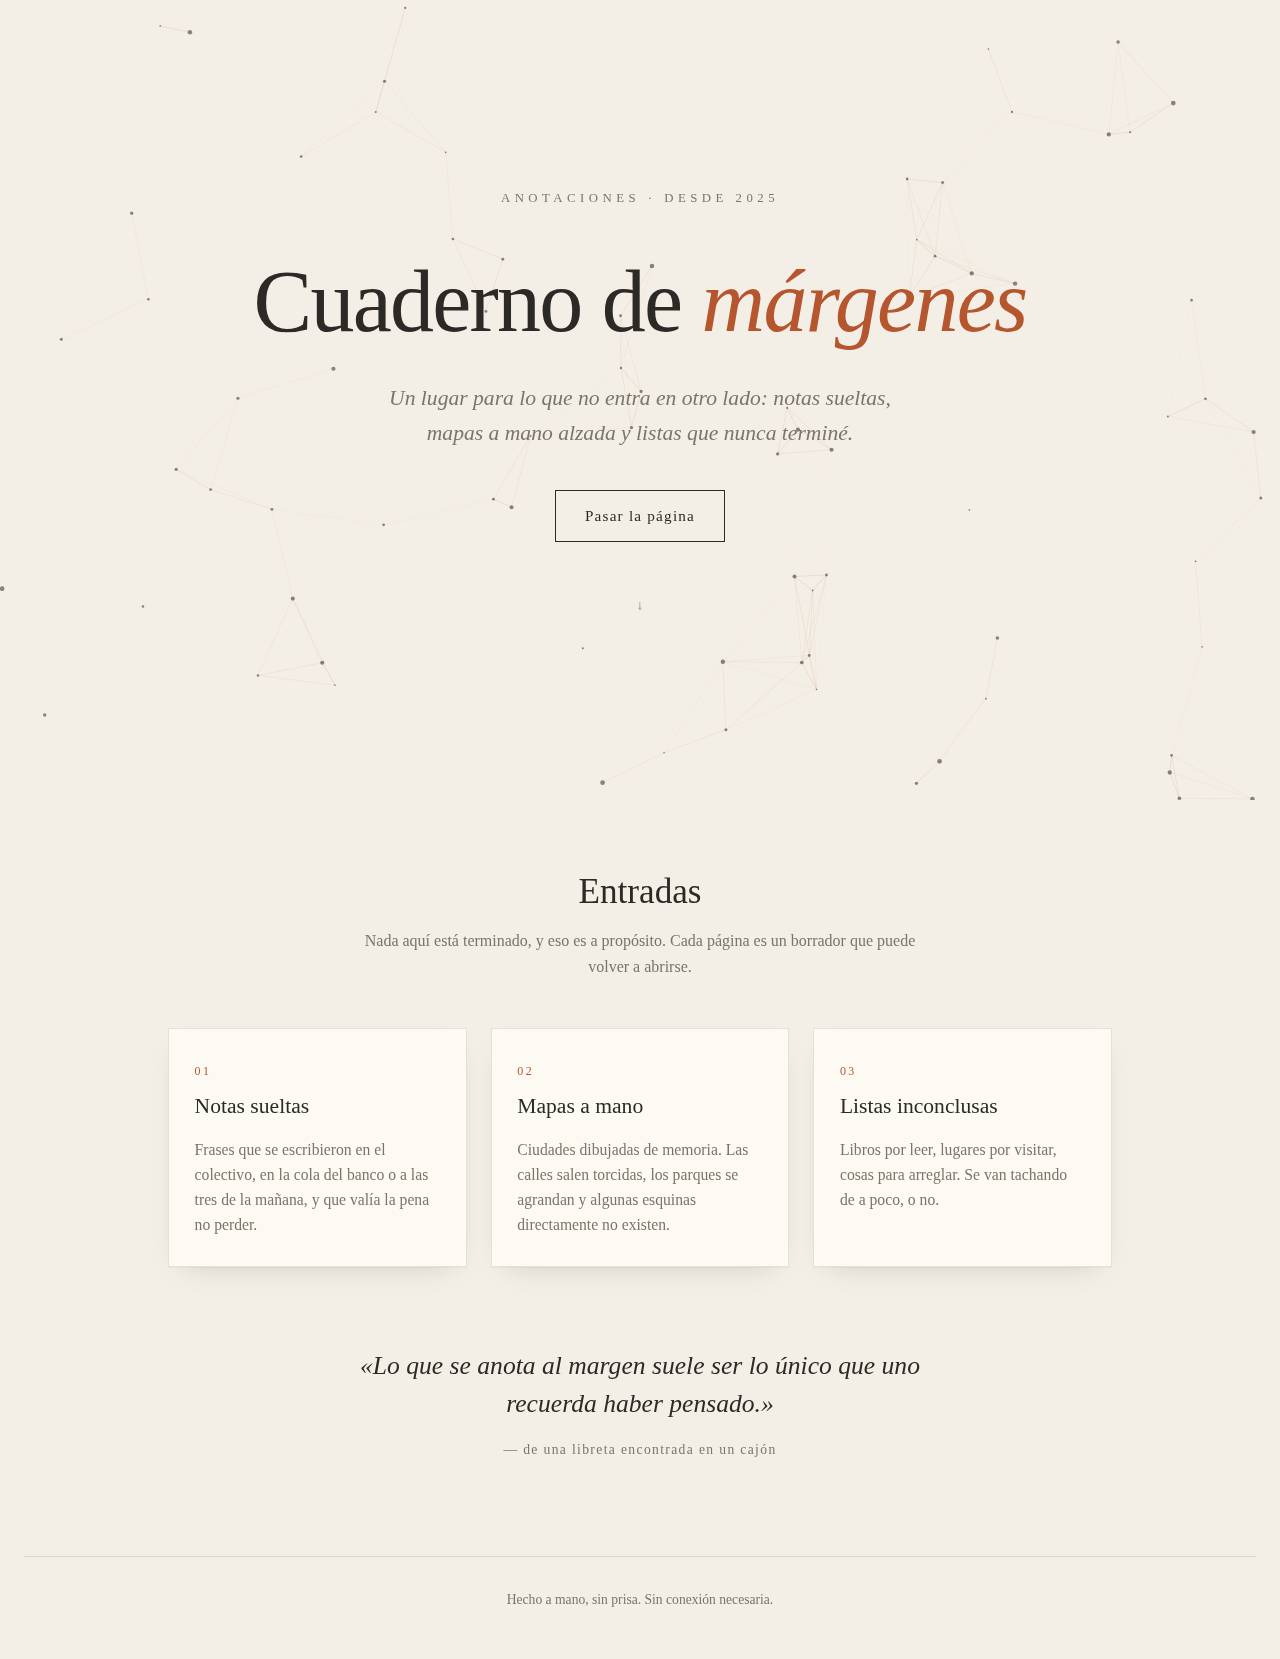 ANOTACIONES · DESDE 2025
Cuaderno de márgenes
Un lugar para lo que no entra en otro lado: notas sueltas,
mapas a mano alzada y listas que nunca terminé.
Pasar la página
↓
Entradas
Nada aquí está terminado, y eso es a propósito. Cada página es un borrador que puede
volver a abrirse.
01
Notas sueltas
Frases que se escribieron en el
colectivo, en la cola del banco o a las
tres de la mañana, y que valía la pena
no perder.
02
Mapas a mano
Ciudades dibujadas de memoria. Las
calles salen torcidas, los parques se
agrandan y algunas esquinas
directamente no existen.
03
Listas inconclusas
Libros por leer, lugares por visitar,
cosas para arreglar. Se van tachando
de a poco, o no.
«Lo que se anota al margen suele ser lo único que uno
recuerda haber pensado.»
— de una libreta encontrada en un cajón
Hecho a mano, sin prisa. Sin conexión necesaria.